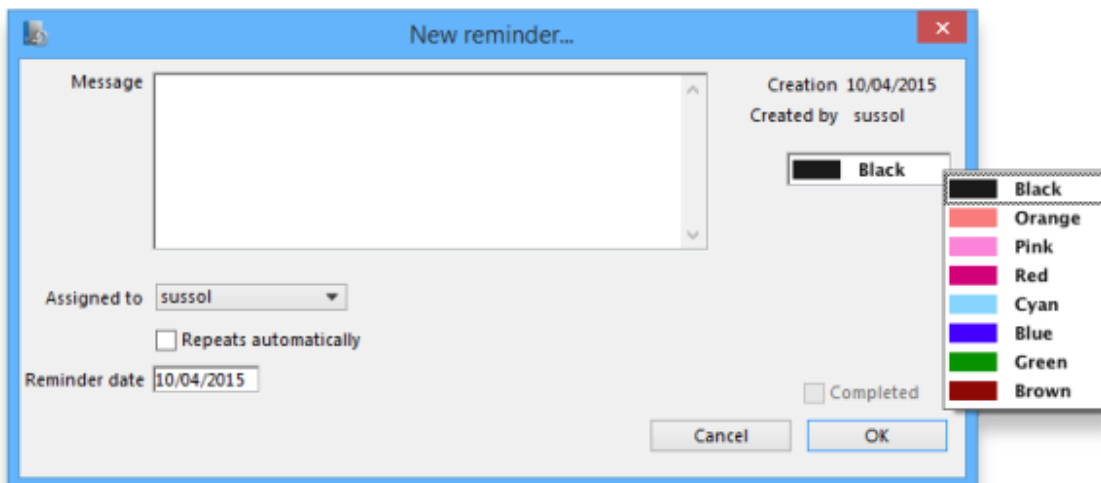 New reminder...
Message
Creation 10/04/2015
Created by sussol
Black
Black
Orange
Pink
Red
Cyan
Blue
Green
Brown
Assigned to sussol
Repeats automatically
Reminder date 10/04/2015
Completed
Cancel OK